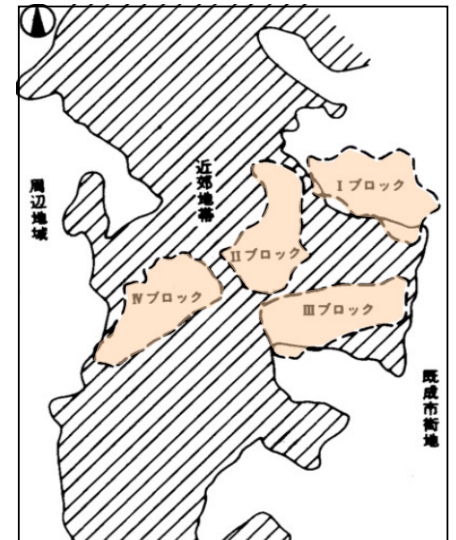 近郊地帯
周辺地域
Ⅰブロック
Ⅱブロック
Ⅳブロック
Ⅲブロック
既成市街地